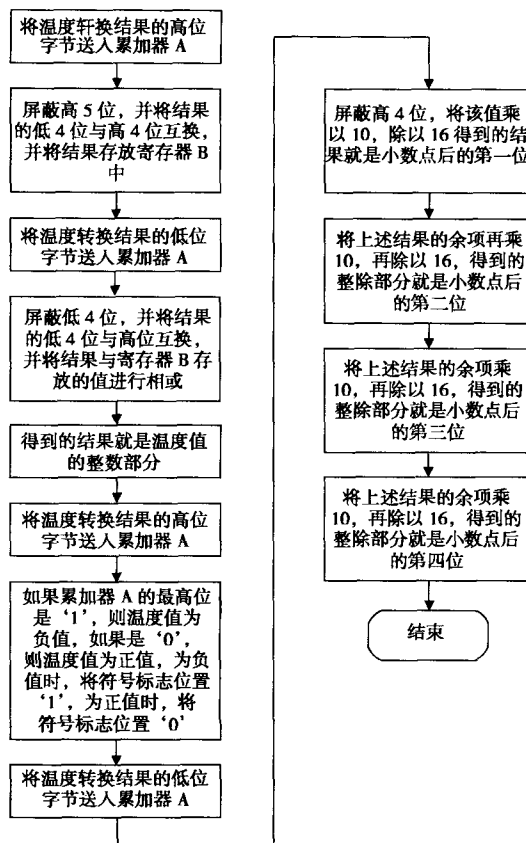 将温度轩换结果的高位
字节送入累加器 A
屏蔽高 5 位，并将结果
的低 4 位与高 4 位互换，
并将结果存放寄存器 B
中
将温度转换结果的低位
字节送入累加器 A
屏蔽低 4 位，并将结果
的低 4 位与高位互换，
并将结果与寄存器 B 存
放的值进行相或
得到的结果就是温度值
的整数部分
将温度转换结果的高位
字节送入累加器 A
如果累加器 A 的最高位
是‘1’，则温度值为
负值，如果是‘0’，
则温度值为正值，为负
值时，将符号标志位置
‘1’，为正值时，将
符号标志位置‘0’
将温度转换结果的低位
字节送入累加器 A
屏蔽高 4 位，将该值乘
以 10，除以 16 得到的结
果就是小数点后的第一位
将上述结果的余项再乘
10，再除以 16，得到的
整除部分就是小数点后
的第二位
将上述结果的余项乘
10，再除以 16，得到的
整除部分就是小数点后
的第三位
将上述结果的余项乘
10，再除以 16，得到的
整除部分就是小数点后
的第四位
结束